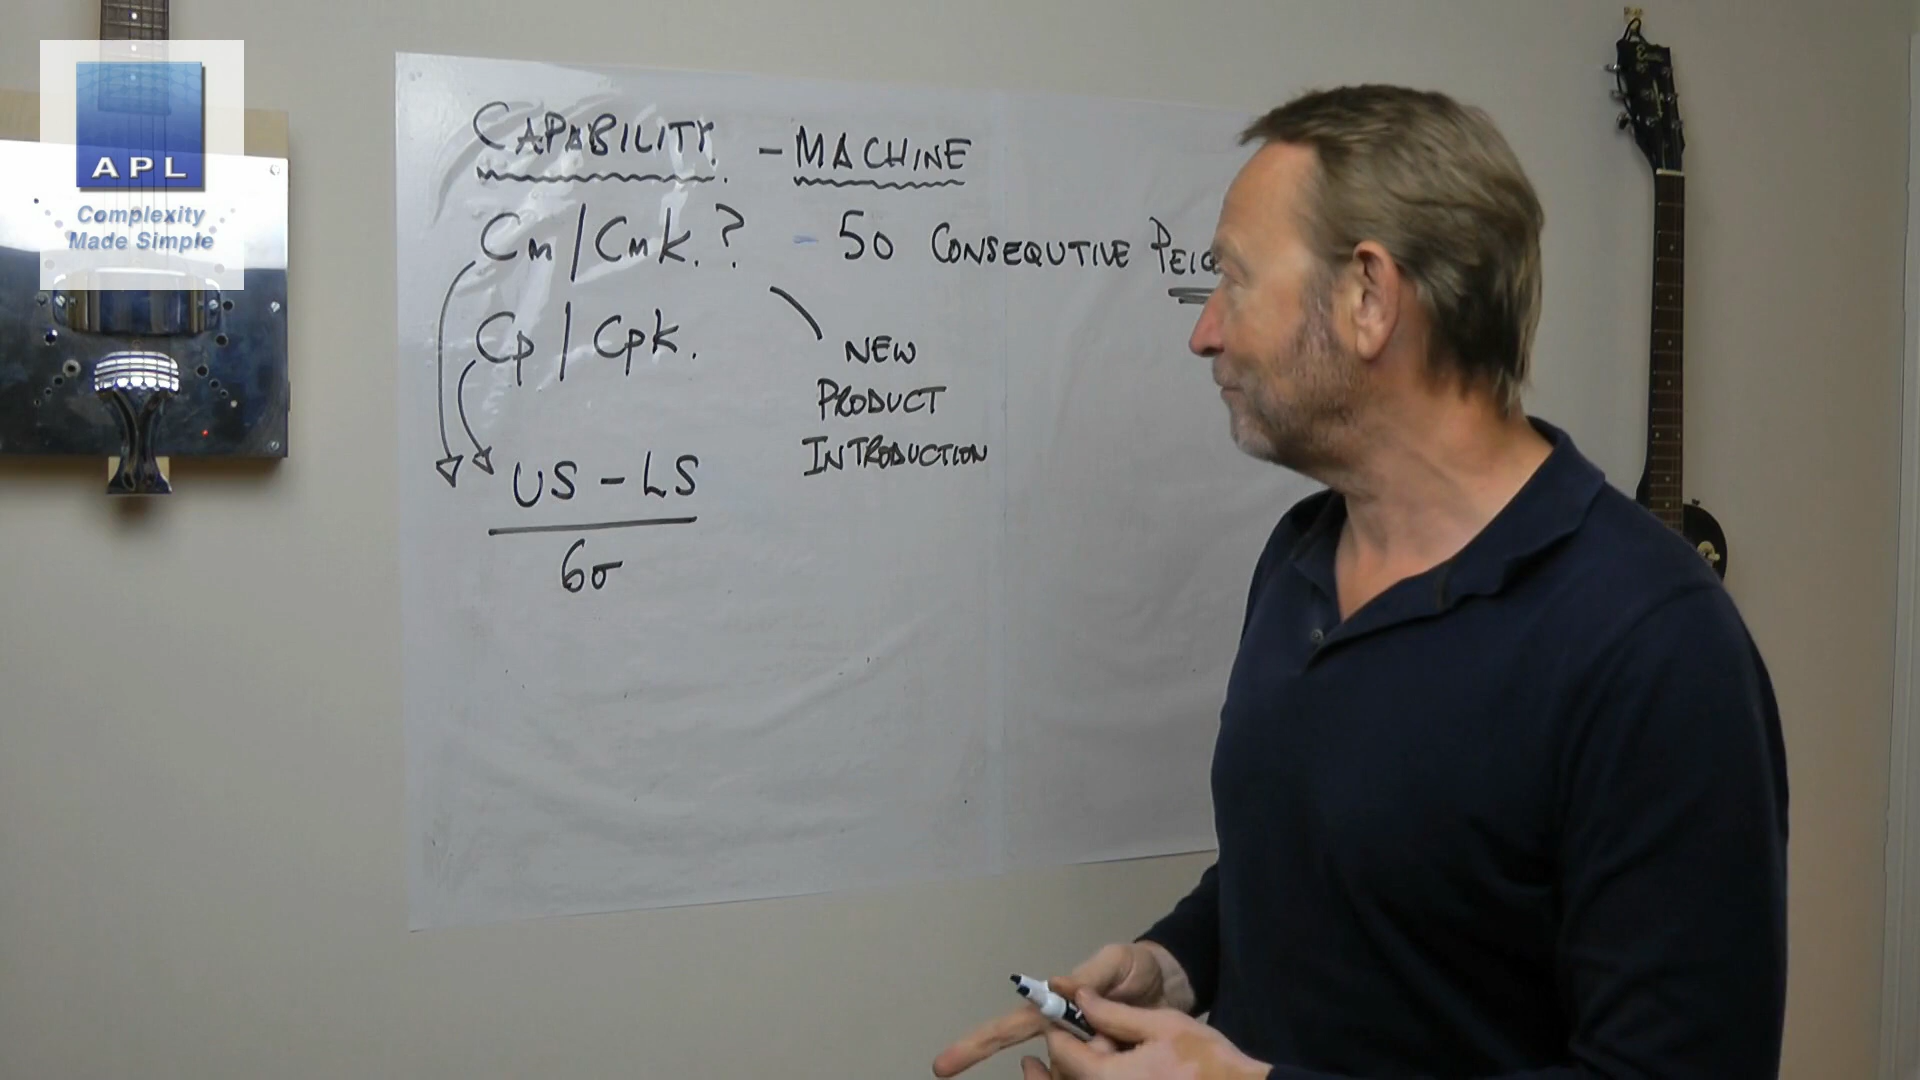 APL
Complexity
Made Simple
CAPABILITY. - MACHINE
Cm / Cmk. ? - 50 CONSEQUTIVE
Cp / Cpk.
NEW
PRODUCT
INTRODUCTION
US - LS
6σ